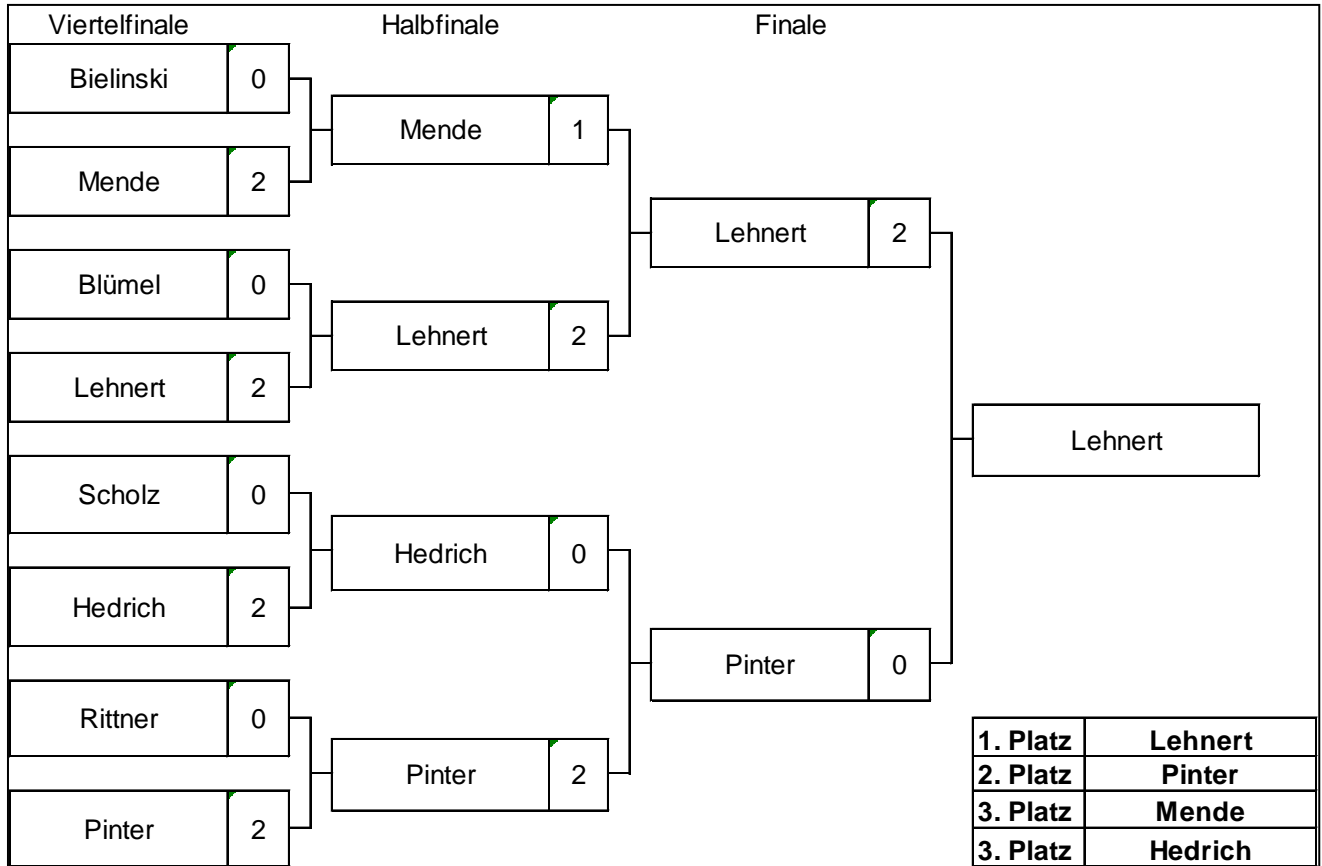 Viertelfinale Halbfinale Finale
Bielinski 0
Mende 1
Mende 2
Lehnert 2
Blümel 0
Lehnert 2
Lehnert 2
Lehnert
Scholz 0
Hedrich 0
Hedrich 2
Pinter 0
Rittner 0
Pinter 2
Pinter 2
1. Platz Lehnert
2. Platz Pinter
3. Platz Mende
3. Platz Hedrich